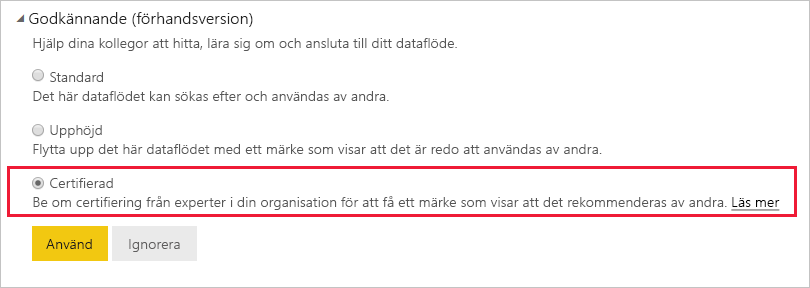 Godkännande (förhandsversion)
Hjälp dina kollegor att hitta, lära sig om och ansluta till ditt dataflöde.
Standard
Det här dataflödet kan sökas efter och användas av andra.
Upphöjd
Flytta upp det här dataflödet med ett märke som visar att det är redo att användas av andra.
Certifierad
Be om certifiering från experter i din organisation för att få ett märke som visar att det rekommenderas av andra. Läs mer
Använd
Ignorera